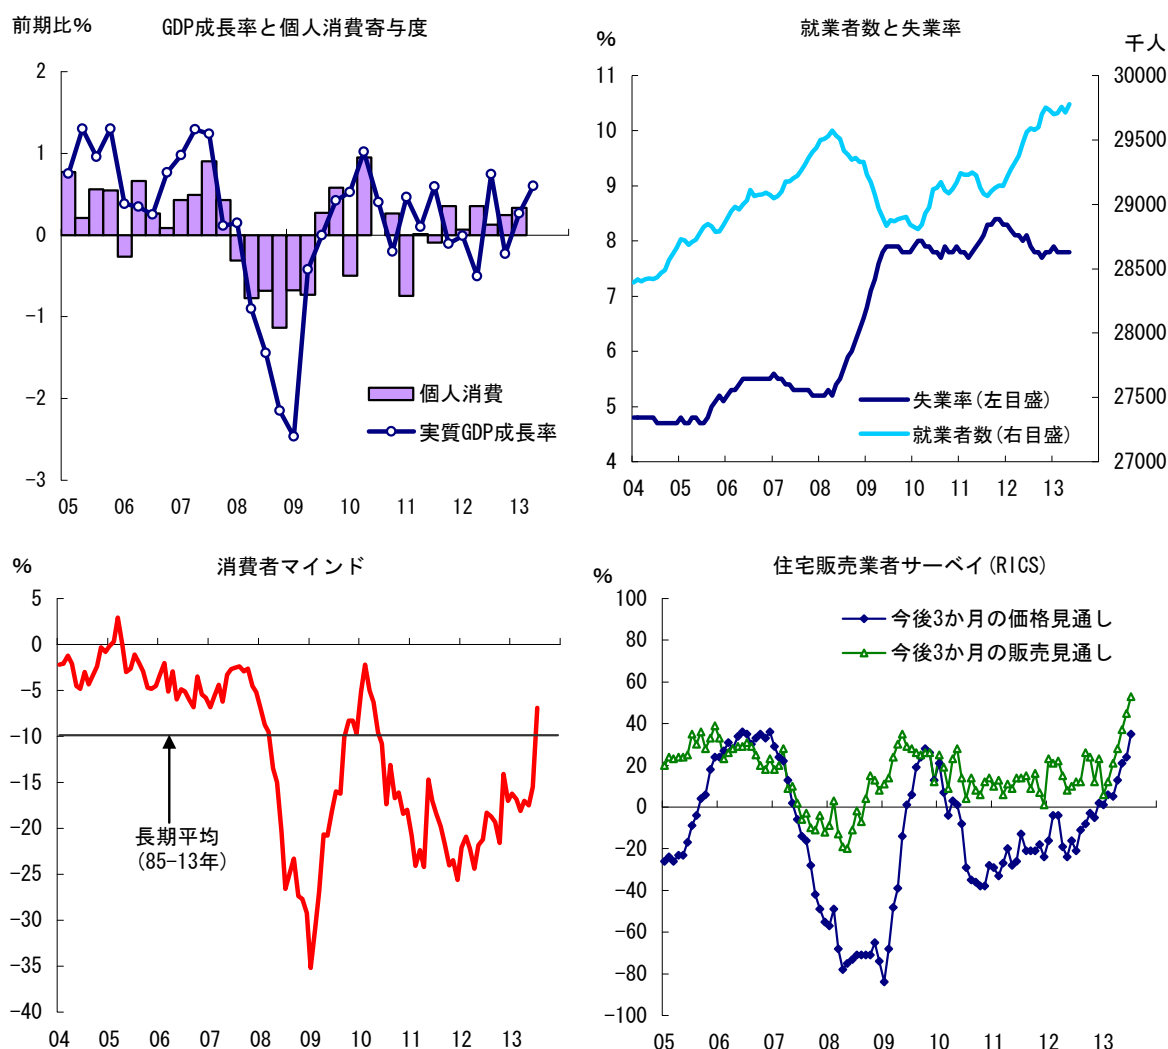 前期比%
GDP成長率と個人消費寄与度
2
1
0
-1
-2
-3
個人消費
実質GDP成長率
05 06 07 08 09 10 11 12 13
就業者数と失業率
%
千人
11
10
9
8
7
6
5
4
30000
29500
29000
28500
28000
27500
27000
失業率(左目盛)
就業者数(右目盛)
04 05 06 07 08 09 10 11 12 13
%
消費者マインド
5
0
-5
-10
-15
-20
-25
-30
-35
-40
長期平均
(85-13年)
04 05 06 07 08 09 10 11 12 13
%
住宅販売業者サーベイ(RICS)
100
80
60
40
20
0
-20
-40
-60
-80
-100
今後3か月の価格見通し
今後3か月の販売見通し
05 06 07 08 09 10 11 12 13